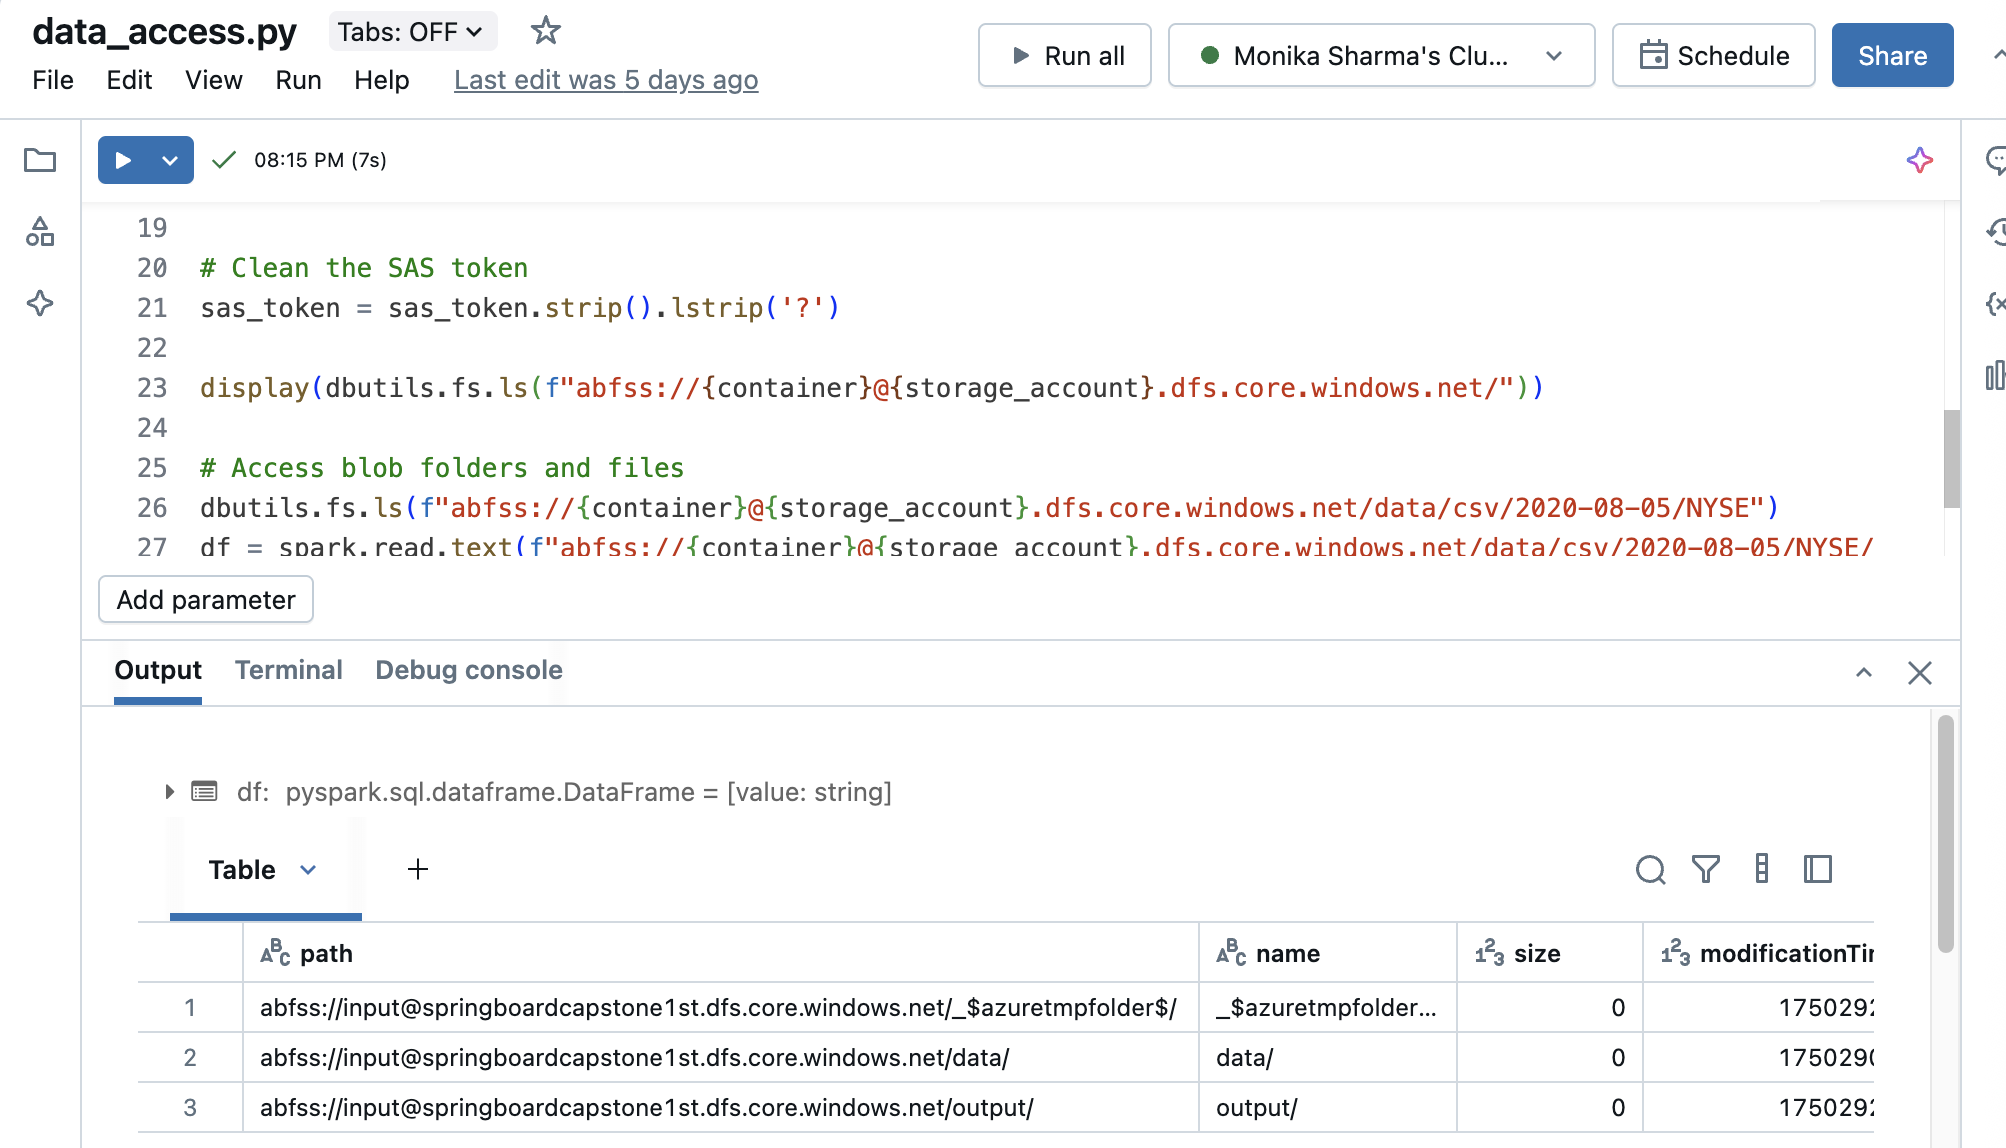 data_access.py Tabs: OFF
File Edit View Run Help Last edit was 5 days ago
Run all Monika Sharma's Clu... Schedule Share
08:15 PM (7s)
19
20 # Clean the SAS token
21 sas_token = sas_token.strip().lstrip('?')
22
23 display(dbutils.fs.ls(f"abfss://{container}@{storage_account}.dfs.core.windows.net/"))
24
25 # Access blob folders and files
26 dbutils.fs.ls(f"abfss://{container}@{storage_account}.dfs.core.windows.net/data/csv/2020-08-05/NYSE")
27 df = spark.read.text(f"abfss://{container}@{storage_account}.dfs.core.windows.net/data/csv/2020-08-05/NYSE/
Add parameter
Output Terminal Debug console
df: pyspark.sql.dataframe.DataFrame = [value: string]
Table +
path name size modificationTi
1 abfss://input@springboardcapstone1st.dfs.core.windows.net/_$azuretmpfolder$/ _$azuretmpfolder... 0 1750292
2 abfss://input@springboardcapstone1st.dfs.core.windows.net/data/ data/ 0 1750290
3 abfss://input@springboardcapstone1st.dfs.core.windows.net/output/ output/ 0 1750292